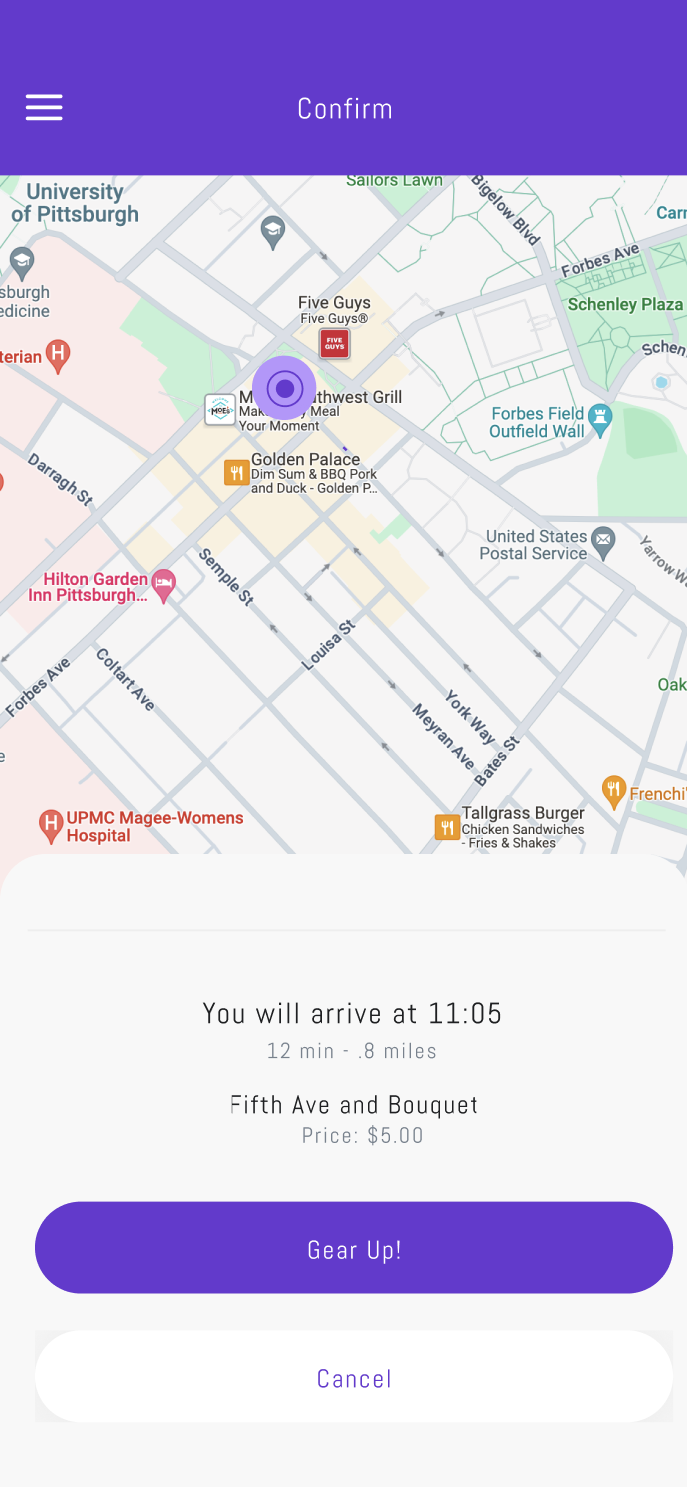 Confirm
Sailors Lawn
University
of Pittsburgh
Bigelow Blvd
Carr
Forbes Ave
sburgh
edicine
Five Guys
Five Guys®
FIVE
GUYS
Schenley Plaza
Schen
terian
H
M thwest Grill
MOE'S
Mak y Meal
Your Moment
Forbes Field
Outfield Wall
Golden Palace
Dim Sum & BBQ Pork
and Duck - Golden P...
Darragh St
United States
Postal Service
Yarrow W
Hilton Garden
Inn Pittsburgh...
Semple St
Louisa St
Forbes Ave
Coltart Ave
Oak
York Way
Meyran Ave
Bates St
e
Frenchi'
H
UPMC Magee-Womens
Hospital
Tallgrass Burger
Chicken Sandwiches
- Fries & Shakes
You will arrive at 11:05
12 min - .8 miles
Fifth Ave and Bouquet
Price: $5.00
Gear Up!
Cancel